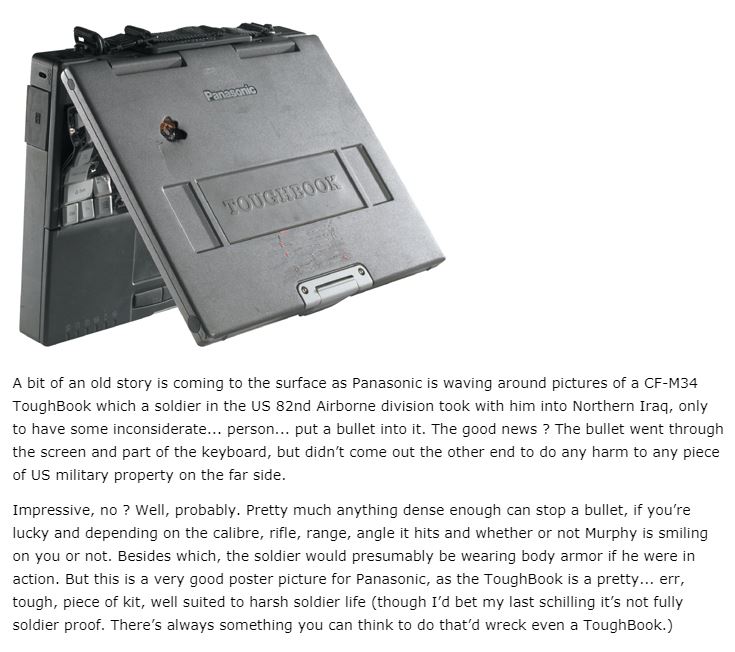 Panasonic
TOUGHBOOK
A bit of an old story is coming to the surface as Panasonic is waving around pictures of a CF-M34
ToughBook which a soldier in the US 82nd Airborne division took with him into Northern Iraq, only
to have some inconsiderate... person... put a bullet into it. The good news ? The bullet went through
the screen and part of the keyboard, but didn’t come out the other end to do any harm to any piece
of US military property on the far side.
Impressive, no ? Well, probably. Pretty much anything dense enough can stop a bullet, if you’re
lucky and depending on the calibre, rifle, range, angle it hits and whether or not Murphy is smiling
on you or not. Besides which, the soldier would presumably be wearing body armor if he were in
action. But this is a very good poster picture for Panasonic, as the ToughBook is a pretty... err,
tough, piece of kit, well suited to harsh soldier life (though I’d bet my last schilling it’s not fully
soldier proof. There’s always something you can think to do that’d wreck even a ToughBook.)